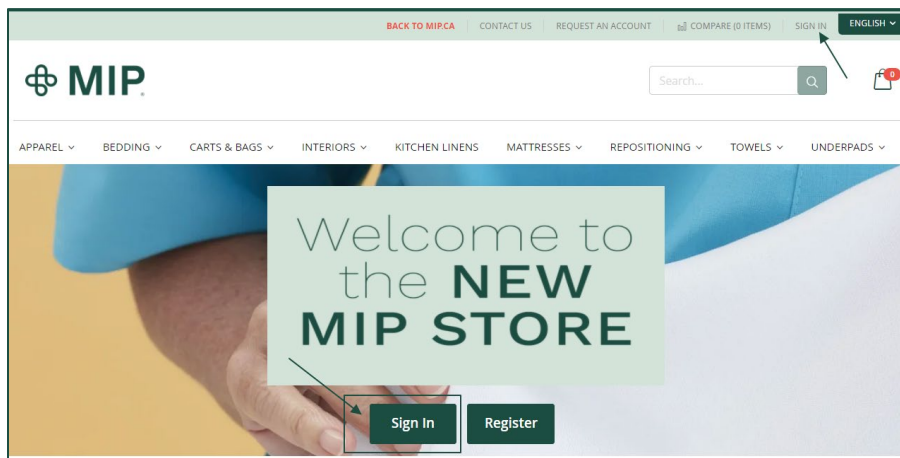 BACK TO MIP.CA CONTACT US REQUEST AN ACCOUNT COMPARE (0 ITEMS) SIGN IN ENGLISH
MIP
Search... 0
APPAREL BEDDING CARTS & BAGS INTERIORS KITCHEN LINENS MATTRESSES REPOSITIONING TOWELS UNDERPADS
Welcome to
the NEW
MIP STORE
Sign In Register